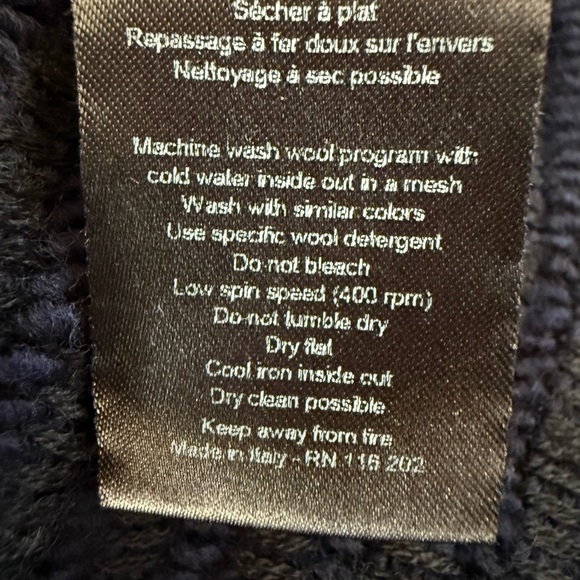 Sécher à plat
Repassage à fer doux sur l'envers
Nettoyage à sec possible
Machine wash wool program with
cold water inside out in a mesh
Wash with similar colors
Use specific wool detergent
Do not bleach
Low spin speed (400 rpm)
Do not tumble dry
Dry flat
Cool iron inside out
Dry clean possible
Keep away from fire
Made in Italy - RN 116 202